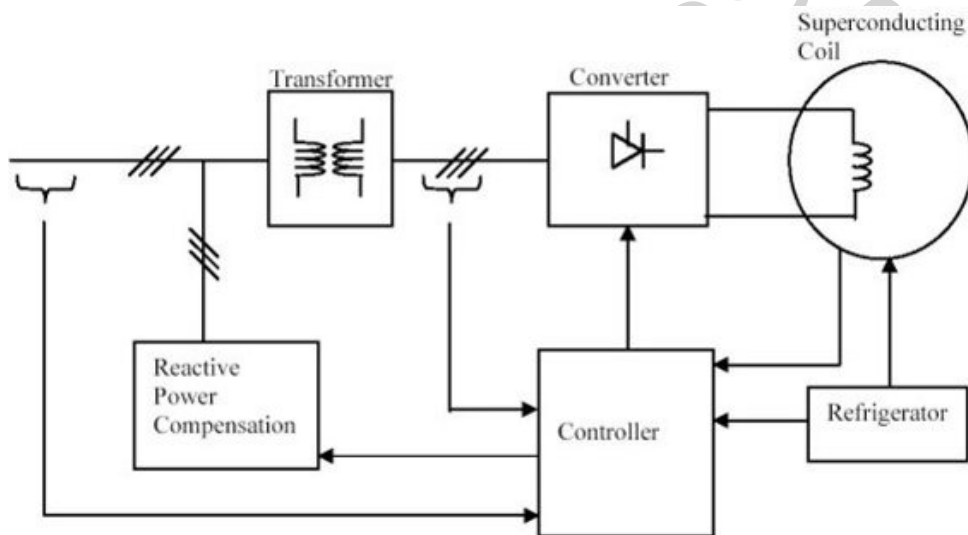 Superconducting
Coil
Transformer
Converter
Reactive
Power
Compensation
Controller
Refrigerator